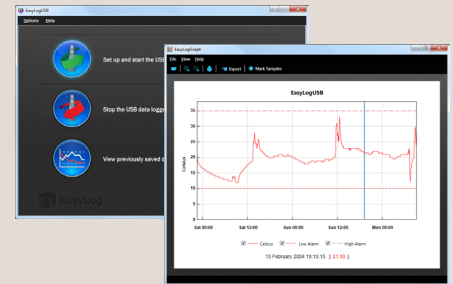 EasyLogUSB
Options Help
Set up and start the USB
Stop the USB data logge
View previously saved d
EasyLog
EasyLogGraph
File View Help
Export Mark Samples
EasyLogUSB
35
30
25
20
15
10
5
0
Celsius
Sat 00:00 Sat 12:00 Sun 00:00 Sun 12:00 Mon 00:00
Celsius Low Alarm High Alarm
15 February 2004 19:15:15 [ 21.50 ]